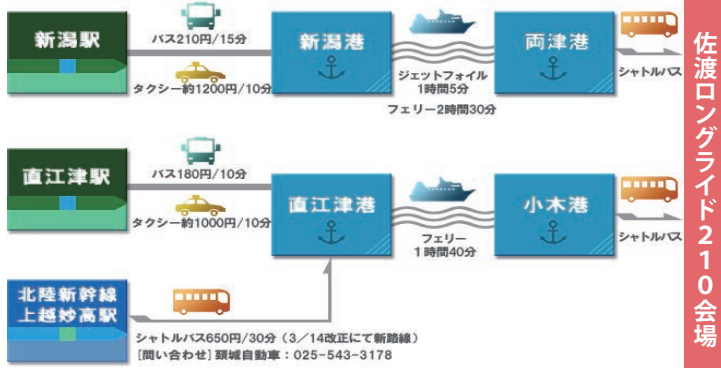 新潟駅
バス210円/15分
タクシー約1200円/10分
新潟港
ジェットフォイル
1時間5分
フェリー2時間30分
両津港
シャトルバス
直江津駅
バス180円/10分
タクシー約1000円/10分
直江津港
フェリー
1時間40分
小木港
シャトルバス
北陸新幹線
上越妙高駅
シャトルバス650円/30分（3／14改正にて新路線）
[問い合わせ] 頸城自動車：025-543-3178
佐渡ロングライド210会場